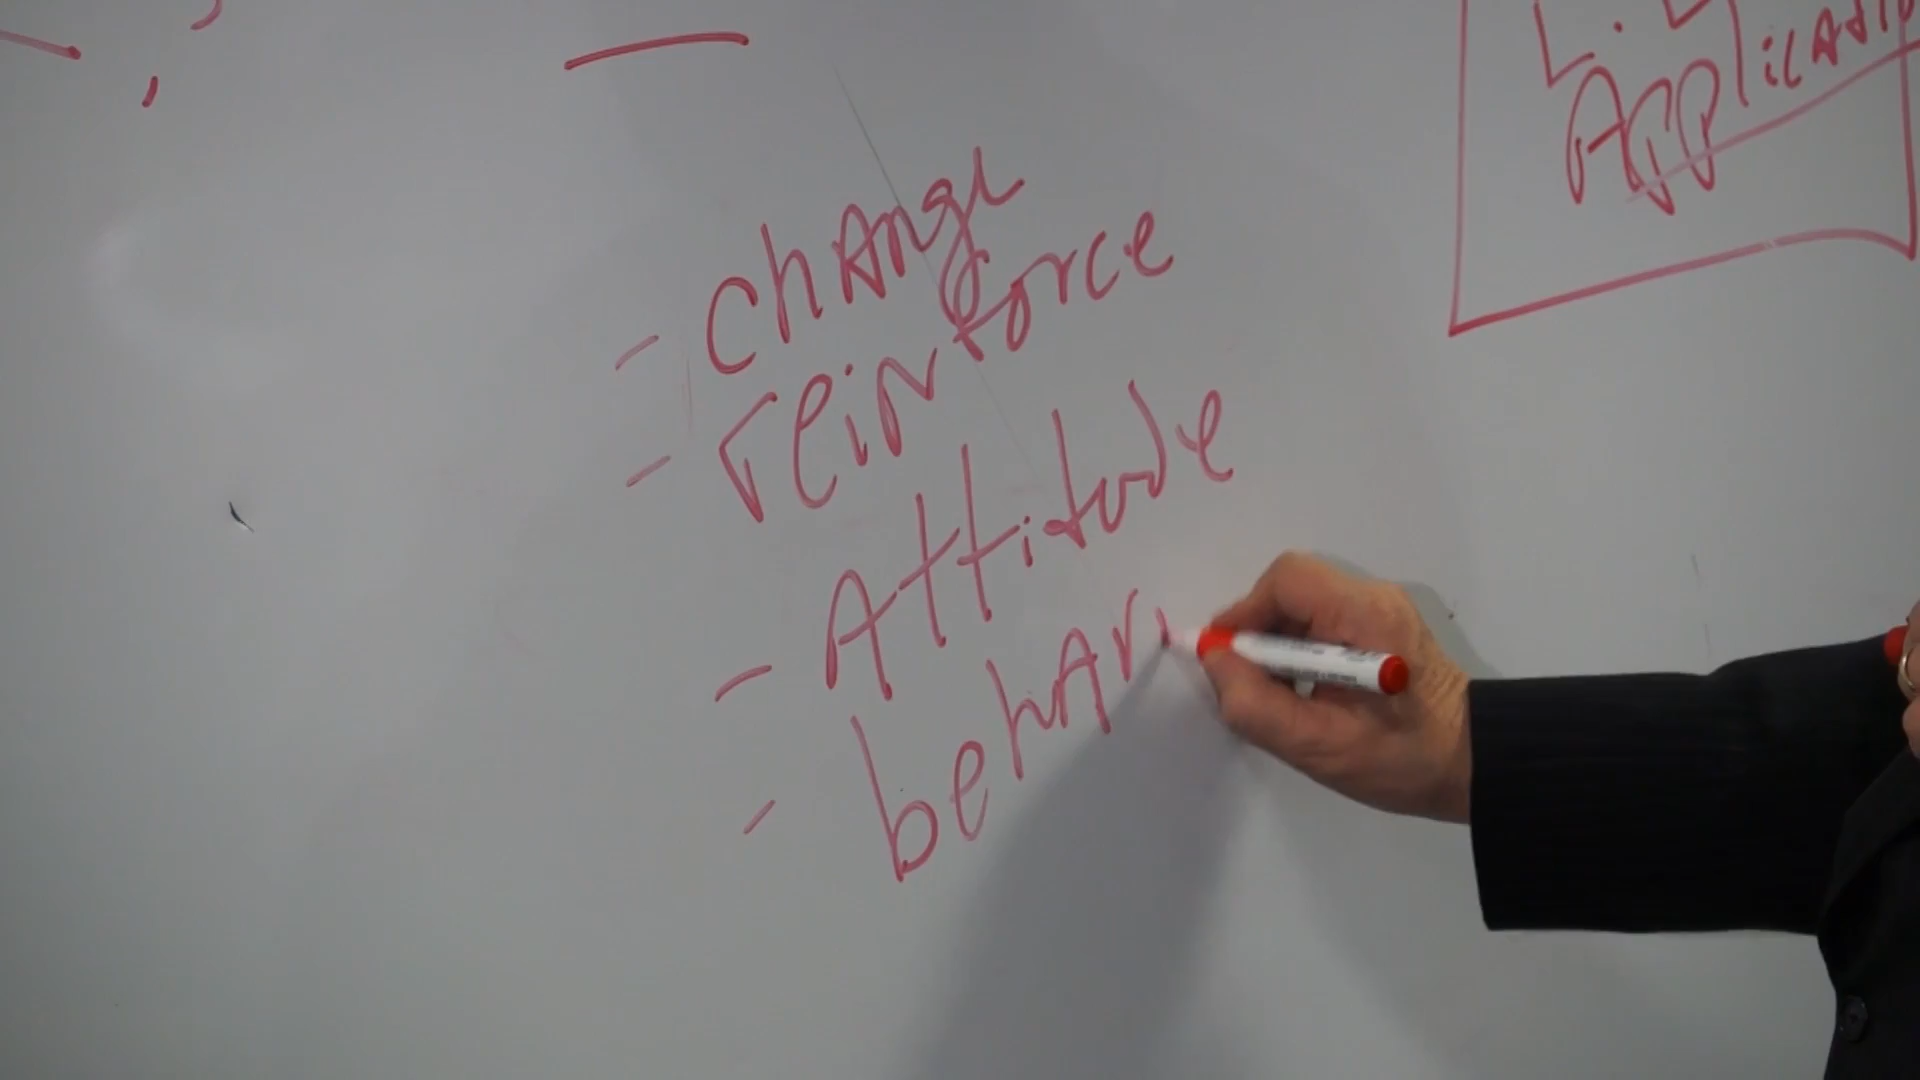 Applicatio
- change
- reinforce
- Attitude
- behav